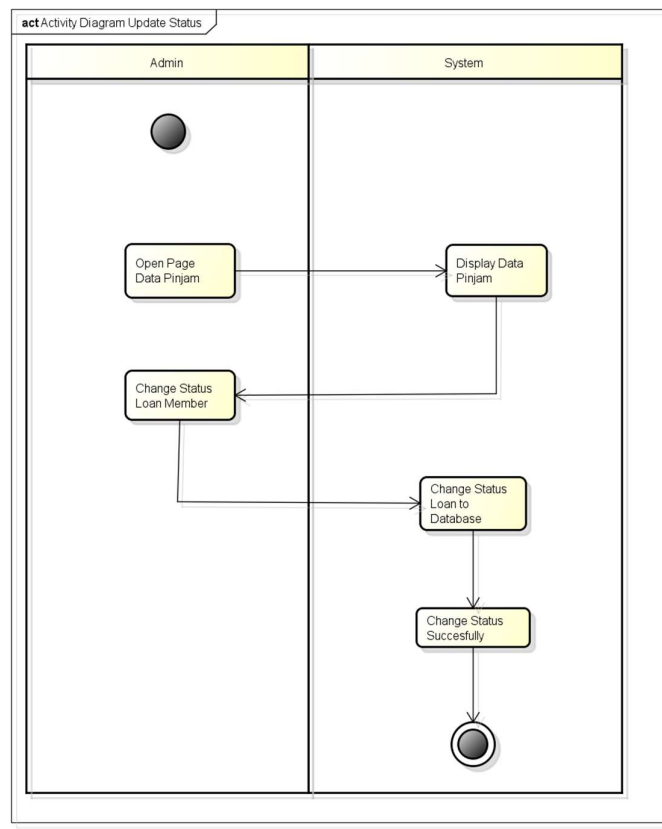 act Activity Diagram Update Status
Admin
System
Open Page
Data Pinjam
Display Data
Pinjam
Change Status
Loan Member
Change Status
Loan to
Database
Change Status
Succesfully